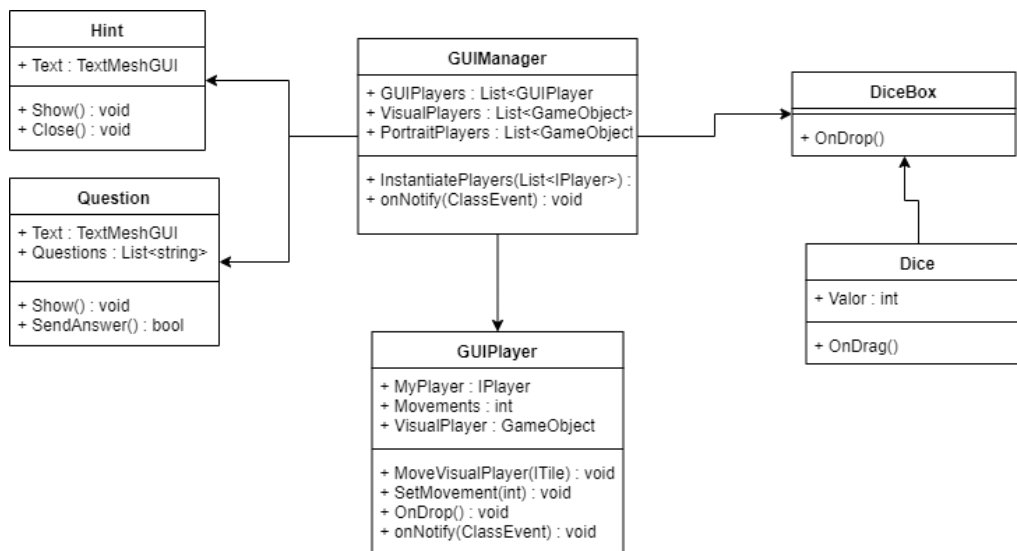 Hint
+ Text : TextMeshGUI
+ Show() : void
+ Close() : void
Question
+ Text : TextMeshGUI
+ Questions : List<string>
+ Show() : void
+ SendAnswer() : bool
GUIManager
+ GUIPlayers : List<GUIPlayer
+ VisualPlayers : List<GameObject>
+ PortraitPlayers : List<GameObject
+ InstantiatePlayers(List<IPlayer>) :
+ onNotify(ClassEvent) : void
GUIPlayer
+ MyPlayer : IPlayer
+ Movements : int
+ VisualPlayer : GameObject
+ MoveVisualPlayer(ITile) : void
+ SetMovement(int) : void
+ OnDrop() : void
+ onNotify(ClassEvent) : void
DiceBox
+ OnDrop()
Dice
+ Valor : int
+ OnDrag()